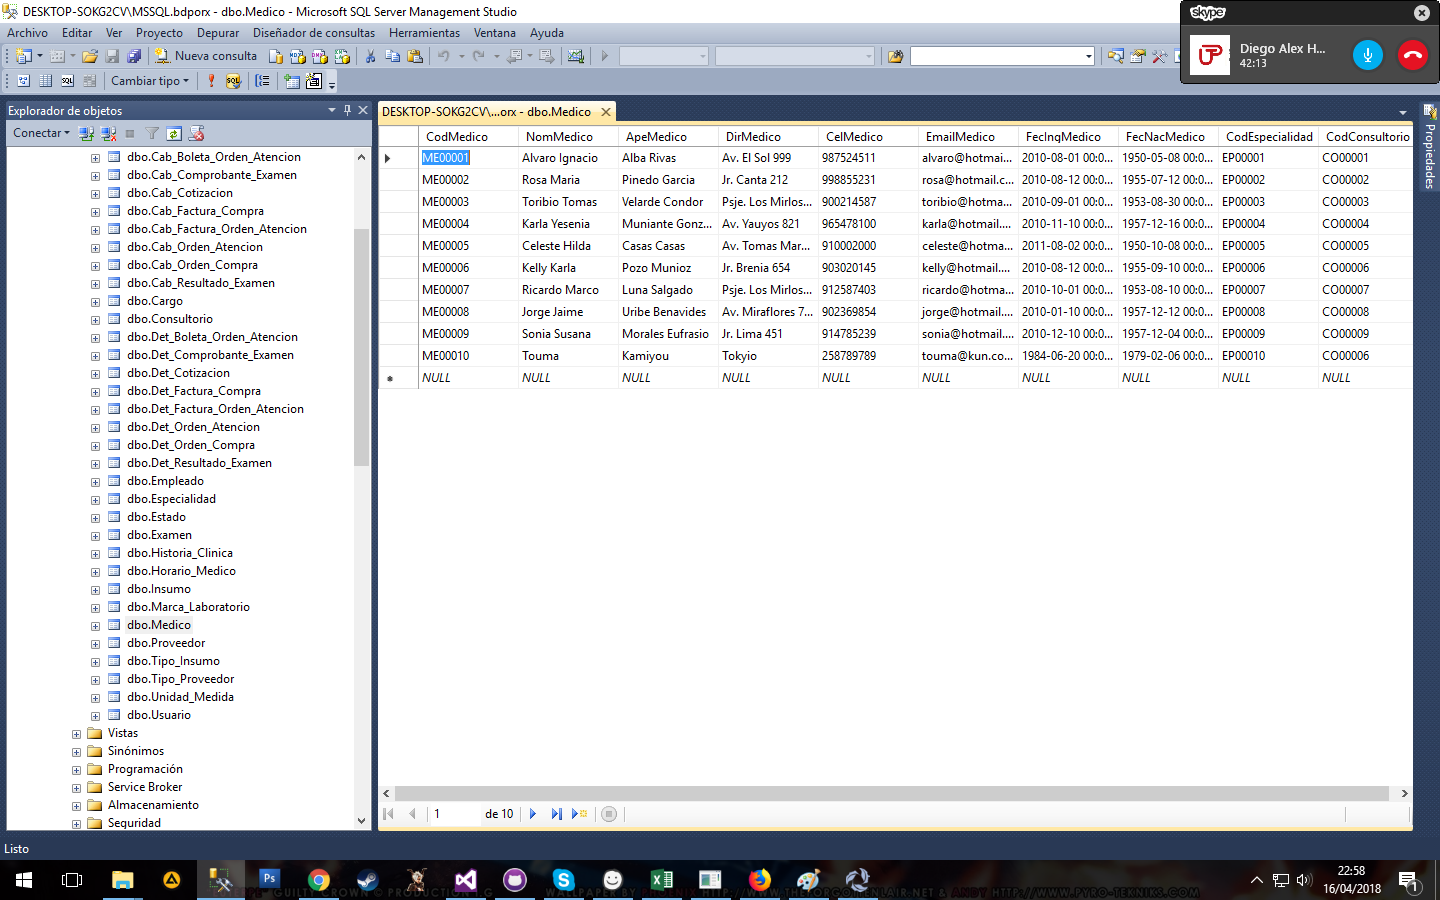 DESKTOP-SOKG2CV\MSSQL.bdporx - dbo.Medico - Microsoft SQL Server Management Studio
Archivo Editar Ver Proyecto Depurar Diseñador de consultas Herramientas Ventana Ayuda
Nueva consulta
Cambiar tipo
skype
Diego Alex H...
42:13
Explorador de objetos
Conectar
dbo.Cab_Boleta_Orden_Atencion
dbo.Cab_Comprobante_Examen
dbo.Cab_Cotizacion
dbo.Cab_Factura_Compra
dbo.Cab_Factura_Orden_Atencion
dbo.Cab_Orden_Atencion
dbo.Cab_Orden_Compra
dbo.Cab_Resultado_Examen
dbo.Cargo
dbo.Consultorio
dbo.Det_Boleta_Orden_Atencion
dbo.Det_Comprobante_Examen
dbo.Det_Cotizacion
dbo.Det_Factura_Compra
dbo.Det_Factura_Orden_Atencion
dbo.Det_Orden_Atencion
dbo.Det_Orden_Compra
dbo.Det_Resultado_Examen
dbo.Empleado
dbo.Especialidad
dbo.Estado
dbo.Examen
dbo.Historia_Clinica
dbo.Horario_Medico
dbo.Insumo
dbo.Marca_Laboratorio
dbo.Medico
dbo.Proveedor
dbo.Tipo_Insumo
dbo.Tipo_Proveedor
dbo.Unidad_Medida
dbo.Usuario
Vistas
Sinónimos
Programación
Service Broker
Almacenamiento
Seguridad
DESKTOP-SOKG2CV\...orx - dbo.Medico
CodMedico NomMedico ApeMedico DirMedico CelMedico EmailMedico FecInqMedico FecNacMedico CodEspecialidad CodConsultorio
ME00001 Alvaro Ignacio Alba Rivas Av. El Sol 999 987524511 alvaro@hotmai... 2010-08-01 00:0... 1950-05-08 00:0... EP00001 CO00001
ME00002 Rosa Maria Pinedo Garcia Jr. Canta 212 998855231 rosa@hotmail.c... 2010-08-12 00:0... 1955-07-12 00:0... EP00002 CO00002
ME00003 Toribio Tomas Velarde Condor Psje. Los Mirlos... 900214587 toribio@hotma... 2010-09-01 00:0... 1953-08-30 00:0... EP00003 CO00003
ME00004 Karla Yesenia Muniante Gonz... Av. Yauyos 821 965478100 karla@hotmail.... 2010-11-10 00:0... 1957-12-16 00:0... EP00004 CO00004
ME00005 Celeste Hilda Casas Casas Av. Tomas Mar... 910002000 celeste@hotma... 2011-08-02 00:0... 1950-10-08 00:0... EP00005 CO00005
ME00006 Kelly Karla Pozo Munioz Jr. Brenia 654 903020145 kelly@hotmail.... 2010-08-12 00:0... 1955-09-10 00:0... EP00006 CO00006
ME00007 Ricardo Marco Luna Salgado Psje. Los Mirlos... 912587403 ricardo@hotma... 2010-10-01 00:0... 1953-08-10 00:0... EP00007 CO00007
ME00008 Jorge Jaime Uribe Benavides Av. Miraflores 7... 902369854 jorge@hotmail.... 2010-01-10 00:0... 1957-12-12 00:0... EP00008 CO00008
ME00009 Sonia Susana Morales Eufrasio Jr. Lima 451 914785239 sonia@hotmail.... 2010-12-10 00:0... 1957-12-04 00:0... EP00009 CO00009
ME00010 Touma Kamiyou Tokyio 258789789 touma@kun.co... 1984-06-20 00:0... 1979-02-06 00:0... EP00010 CO00006
NULL NULL NULL NULL NULL NULL NULL NULL NULL NULL
1 de 10
Propiedades
Listo
22:58
16/04/2018
1